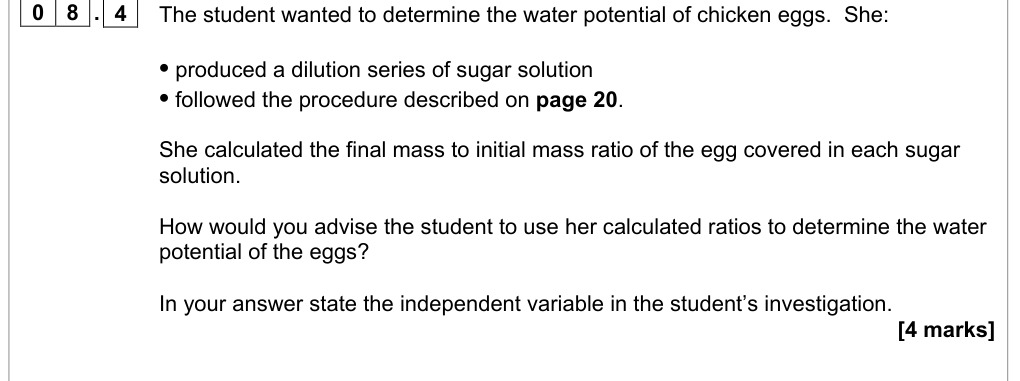 0 8 . 4 The student wanted to determine the water potential of chicken eggs. She:
• produced a dilution series of sugar solution
• followed the procedure described on page 20.
She calculated the final mass to initial mass ratio of the egg covered in each sugar
solution.
How would you advise the student to use her calculated ratios to determine the water
potential of the eggs?
In your answer state the independent variable in the student's investigation.
[4 marks]